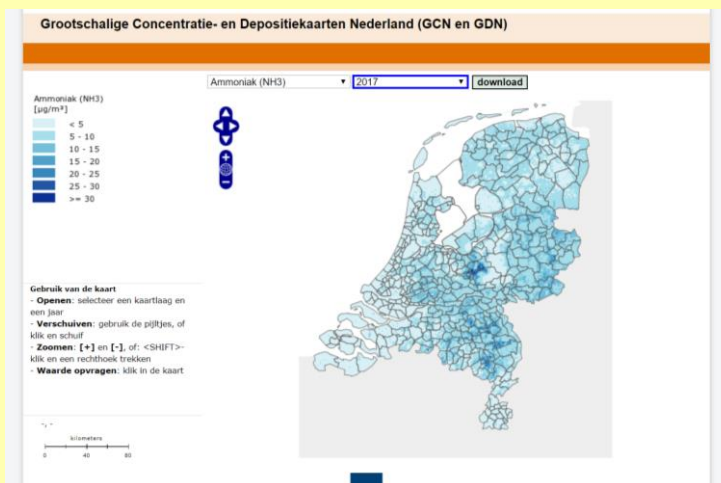 Grootschalige Concentratie- en Depositiekaarten Nederland (GCN en GDN)
Ammoniak (NH3)
2017
download
Ammoniak (NH3)
[µg/m³]
< 5
5 - 10
10 - 15
15 - 20
20 - 25
25 - 30
>= 30
Gebruik van de kaart
- Openen: selecteer een kaartlaag en
een jaar
- Verschuiven: gebruik de pijltjes, of
klik en schuif
- Zoomen: [+] en [-], of: <SHIFT>-
klik en een rechthoek trekken
- Waarde opvragen: klik in de kaart
-, -
kilometers
0 40 80